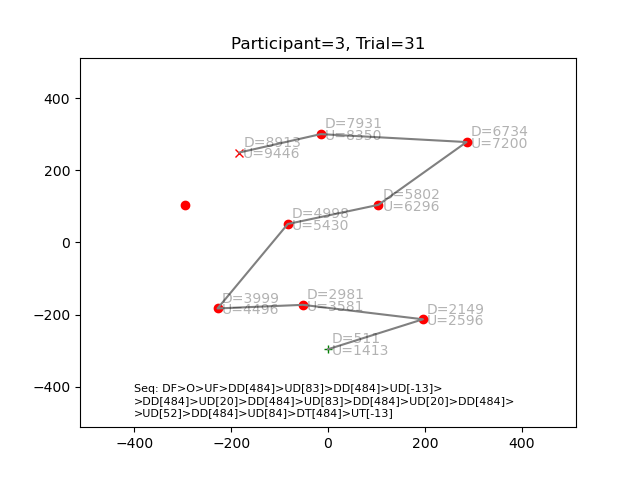 Participant=3, Trial=31
400
200
0
−200
−400
−400
−200
0
200
400
D=7931
U=8350
D=6734
U=7200
D=8913
U=9446
D=5802
U=6296
D=4998
U=5430
D=3999
U=4496
D=2981
U=3581
D=2149
U=2596
D=511
U=1413
Seq: DF>O>UF>DD[484]>UD[83]>DD[484]>UD[-13]>
>DD[484]>UD[20]>DD[484]>UD[83]>DD[484]>UD[20]>DD[484]>
>UD[52]>DD[484]>UD[84]>DT[484]>UT[-13]